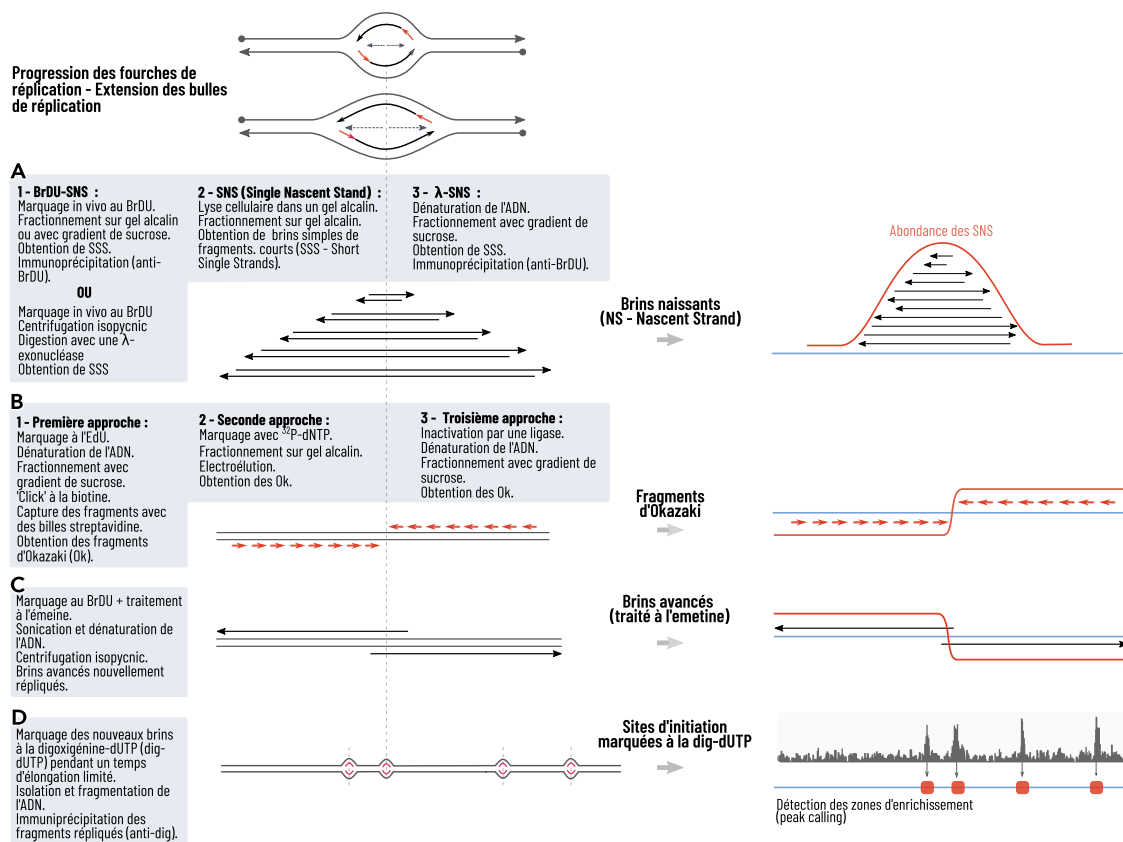 Progression des fourches de
réplication - Extension des bulles
de réplication
A
1 - BrDU-SNS :
Marquage in vivo au BrDU.
Fractionnement sur gel alcalin
ou avec gradient de sucrose.
Obtention de SSS.
Immunoprécipitation (anti-
BrDU).
OU
Marquage in vivo au BrDU
Centrifugation isopycnic
Digestion avec une λ-
exonucléase
Obtention de SSS
2 - SNS (Single Nascent Stand) :
Lyse cellulaire dans un gel alcalin.
Fractionnement sur gel alcalin.
Obtention de brins simples de
fragments. courts (SSS - Short
Single Strands).
3 - λ-SNS :
Dénaturation de l'ADN.
Fractionnement avec gradient de
sucrose.
Obtention de SSS.
Immunoprécipitation (anti-BrDU).
Brins naissants
(NS - Nascent Strand)
Abondance des SNS
B
1 - Première approche :
Marquage à l'EdU.
Dénaturation de l'ADN.
Fractionnement avec
gradient de sucrose.
'Click' à la biotine.
Capture des fragments avec
des billes streptavidine.
Obtention des fragments
d'Okazaki (Ok).
2 - Seconde approche :
Marquage avec ³²P-dNTP.
Fractionnement sur gel alcalin.
Electroélution.
Obtention des Ok.
3 - Troisième approche :
Inactivation par une ligase.
Dénaturation de l'ADN.
Fractionnement avec gradient de
sucrose.
Obtention des Ok.
Fragments
d'Okazaki
C
Marquage au BrDU + traitement
à l'émeine.
Sonication et dénaturation de
l'ADN.
Centrifugation isopycnic.
Brins avancés nouvellement
répliqués.
Brins avancés
(traité à l'emetine)
D
Marquage des nouveaux brins
à la digoxigénine-dUTP (dig-
dUTP) pendant un temps
d'élongation limité.
Isolation et fragmentation de
l'ADN.
Immuniprécipitation des
fragments répliqués (anti-dig).
Sites d'initiation
marquées à la dig-dUTP
Détection des zones d'enrichissement
(peak calling)